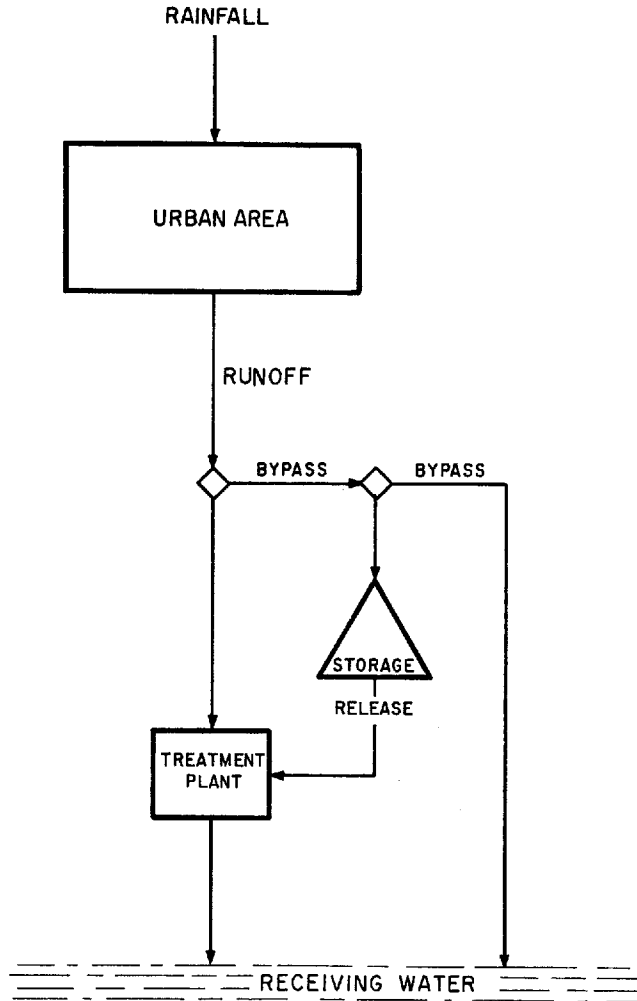 RAINFALL
URBAN AREA
RUNOFF
BYPASS
BYPASS
STORAGE
RELEASE
TREATMENT
PLANT
RECEIVING WATER